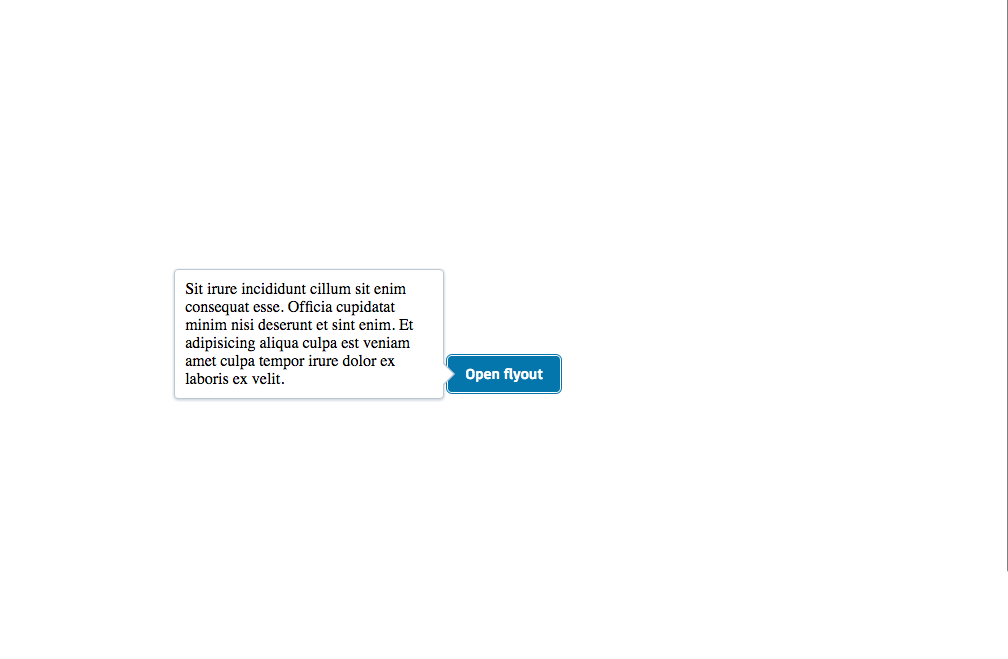 Sit irure incididunt cillum sit enim
consequat esse. Officia cupidatat
minim nisi deserunt et sint enim. Et
adipisicing aliqua culpa est veniam
amet culpa tempor irure dolor ex
laboris ex velit.
Open flyout